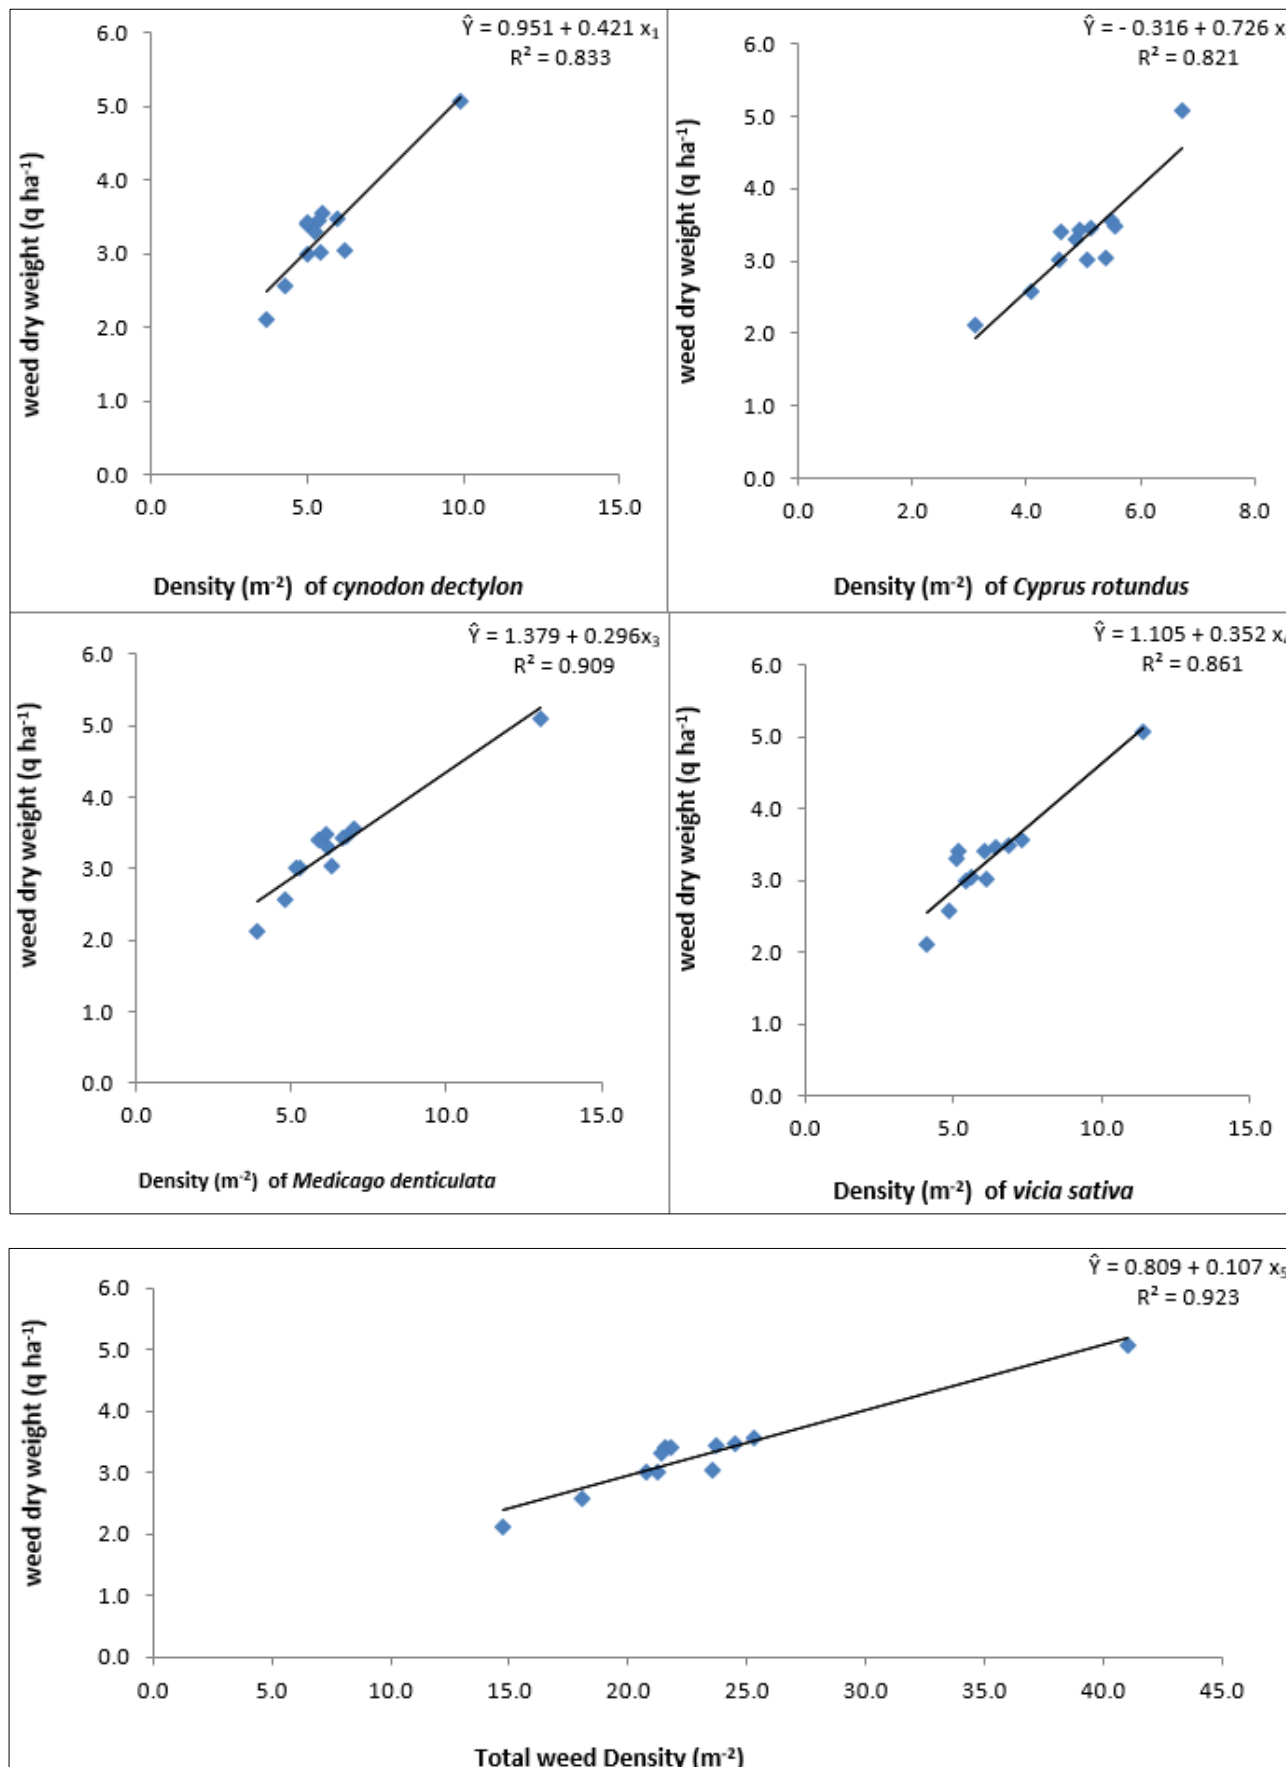 Ŷ = 0.951 + 0.421 x₁
R² = 0.833
6.0
5.0
4.0
3.0
2.0
1.0
0.0
weed dry weight (q ha⁻¹)
0.0 5.0 10.0 15.0
Density (m⁻²) of cynodon dectylon
Ŷ = - 0.316 + 0.726 x
R² = 0.821
6.0
5.0
4.0
3.0
2.0
1.0
0.0
weed dry weight (q ha⁻¹)
0.0 2.0 4.0 6.0 8.0
Density (m⁻²) of Cyprus rotundus
Ŷ = 1.379 + 0.296x₃
R² = 0.909
6.0
5.0
4.0
3.0
2.0
1.0
0.0
weed dry weight (q ha⁻¹)
0.0 5.0 10.0 15.0
Density (m⁻²) of Medicago denticulata
Ŷ = 1.105 + 0.352 x₄
R² = 0.861
6.0
5.0
4.0
3.0
2.0
1.0
0.0
weed dry weight (q ha⁻¹)
0.0 5.0 10.0 15.0
Density (m⁻²) of vicia sativa
Ŷ = 0.809 + 0.107 x₅
R² = 0.923
6.0
5.0
4.0
3.0
2.0
1.0
0.0
weed dry weight (q ha⁻¹)
0.0 5.0 10.0 15.0 20.0 25.0 30.0 35.0 40.0 45.0
Total weed Density (m⁻²)